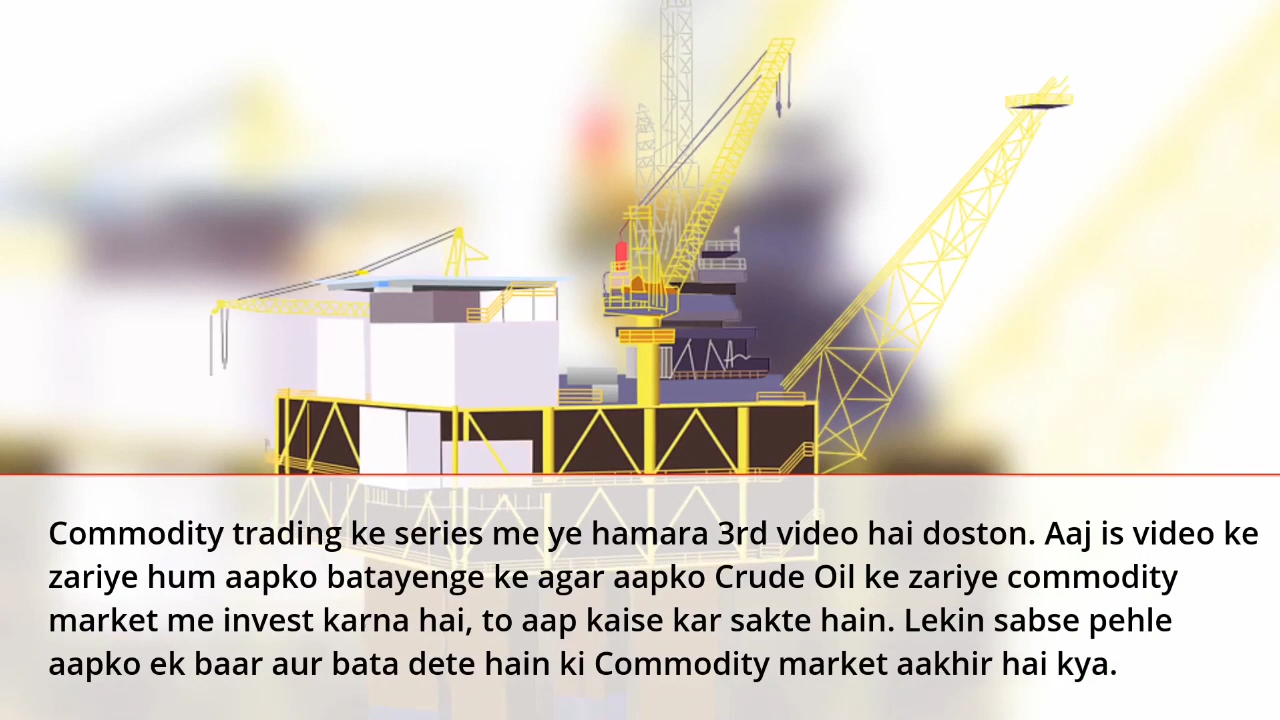 Commodity trading ke series me ye hamara 3rd video hai doston. Aaj is video ke
zariye hum aapko batayenge ke agar aapko Crude Oil ke zariye commodity
market me invest karna hai, to aap kaise kar sakte hain. Lekin sabse pehle
aapko ek baar aur bata dete hain ki Commodity market aakhir hai kya.